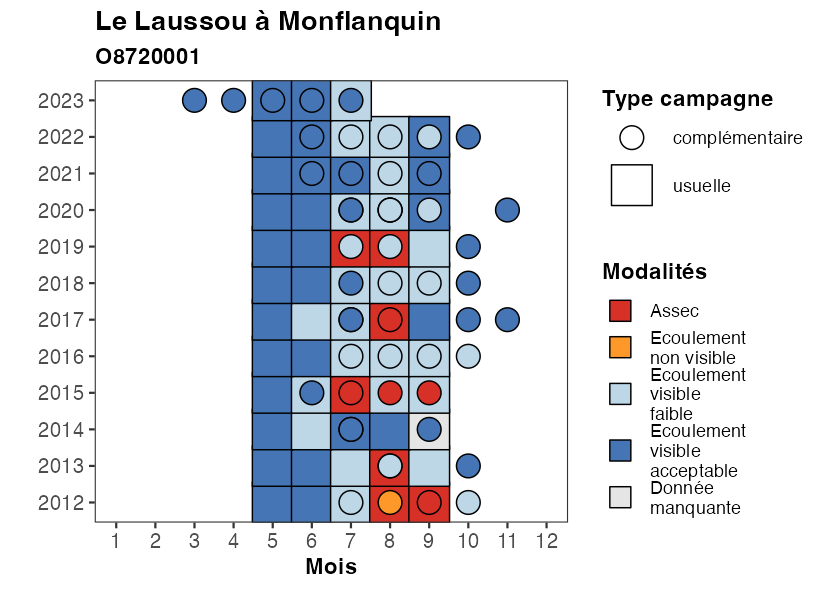 Le Laussou à Monflanquin
O8720001
2023
2022
2021
2020
2019
2018
2017
2016
2015
2014
2013
2012
1 2 3 4 5 6 7 8 9 10 11 12
Mois
Type campagne
complémentaire
usuelle
Modalités
Assec
Ecoulement
non visible
Ecoulement
visible
faible
Ecoulement
visible
acceptable
Donnée
manquante